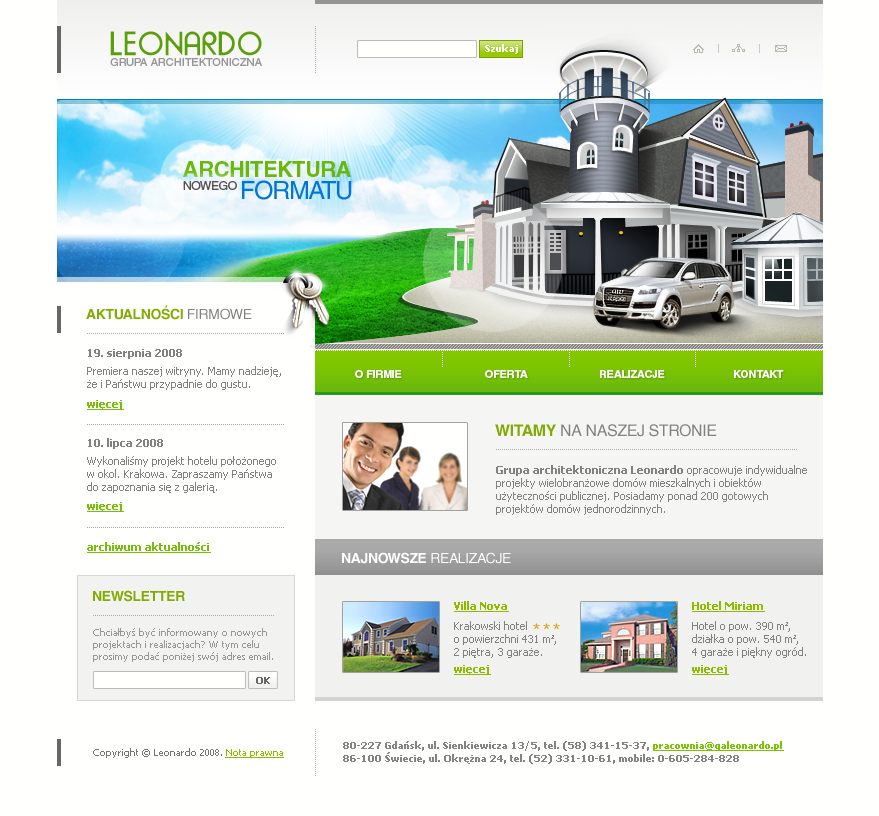 LEONARDO
GRUPA ARCHITEKTONICZNA
Szukaj
ARCHITEKTURA
NOWEGO FORMATU
AKTUALNOŚCI FIRMOWE
19. sierpnia 2008
Premiera naszej witryny. Mamy nadzieję,
że i Państwu przypadnie do gustu.
więcej
10. lipca 2008
Wykonaliśmy projekt hotelu położonego
w okol. Krakowa. Zapraszamy Państwa
do zapoznania się z galerią.
więcej
archiwum aktualności
NEWSLETTER
Chciałbyś być informowany o nowych
projektach i realizacjach? W tym celu
prosimy podać poniżej swój adres email.
OK
O FIRMIE
OFERTA
REALIZACJE
KONTAKT
WITAMY NA NASZEJ STRONIE
Grupa architektoniczna Leonardo opracowuje indywidualne
projekty wielobranżowe domów mieszkalnych i obiektów
użyteczności publicznej. Posiadamy ponad 200 gotowych
projektów domów jednorodzinnych.
NAJNOWSZE REALIZACJE
Villa Nova
Krakowski hotel ★★★
o powierzchni 431 m²,
2 piętra, 3 garaże.
więcej
Hotel Miriam
Hotel o pow. 390 m²,
działka o pow. 540 m²,
4 garaże i piękny ogród.
więcej
Copyright © Leonardo 2008. Nota prawna
80-227 Gdańsk, ul. Sienkiewicza 13/5, tel. (58) 341-15-37, pracownia@galeonardo.pl
86-100 Świecie, ul. Okrężna 24, tel. (52) 331-10-61, mobile: 0-605-284-828